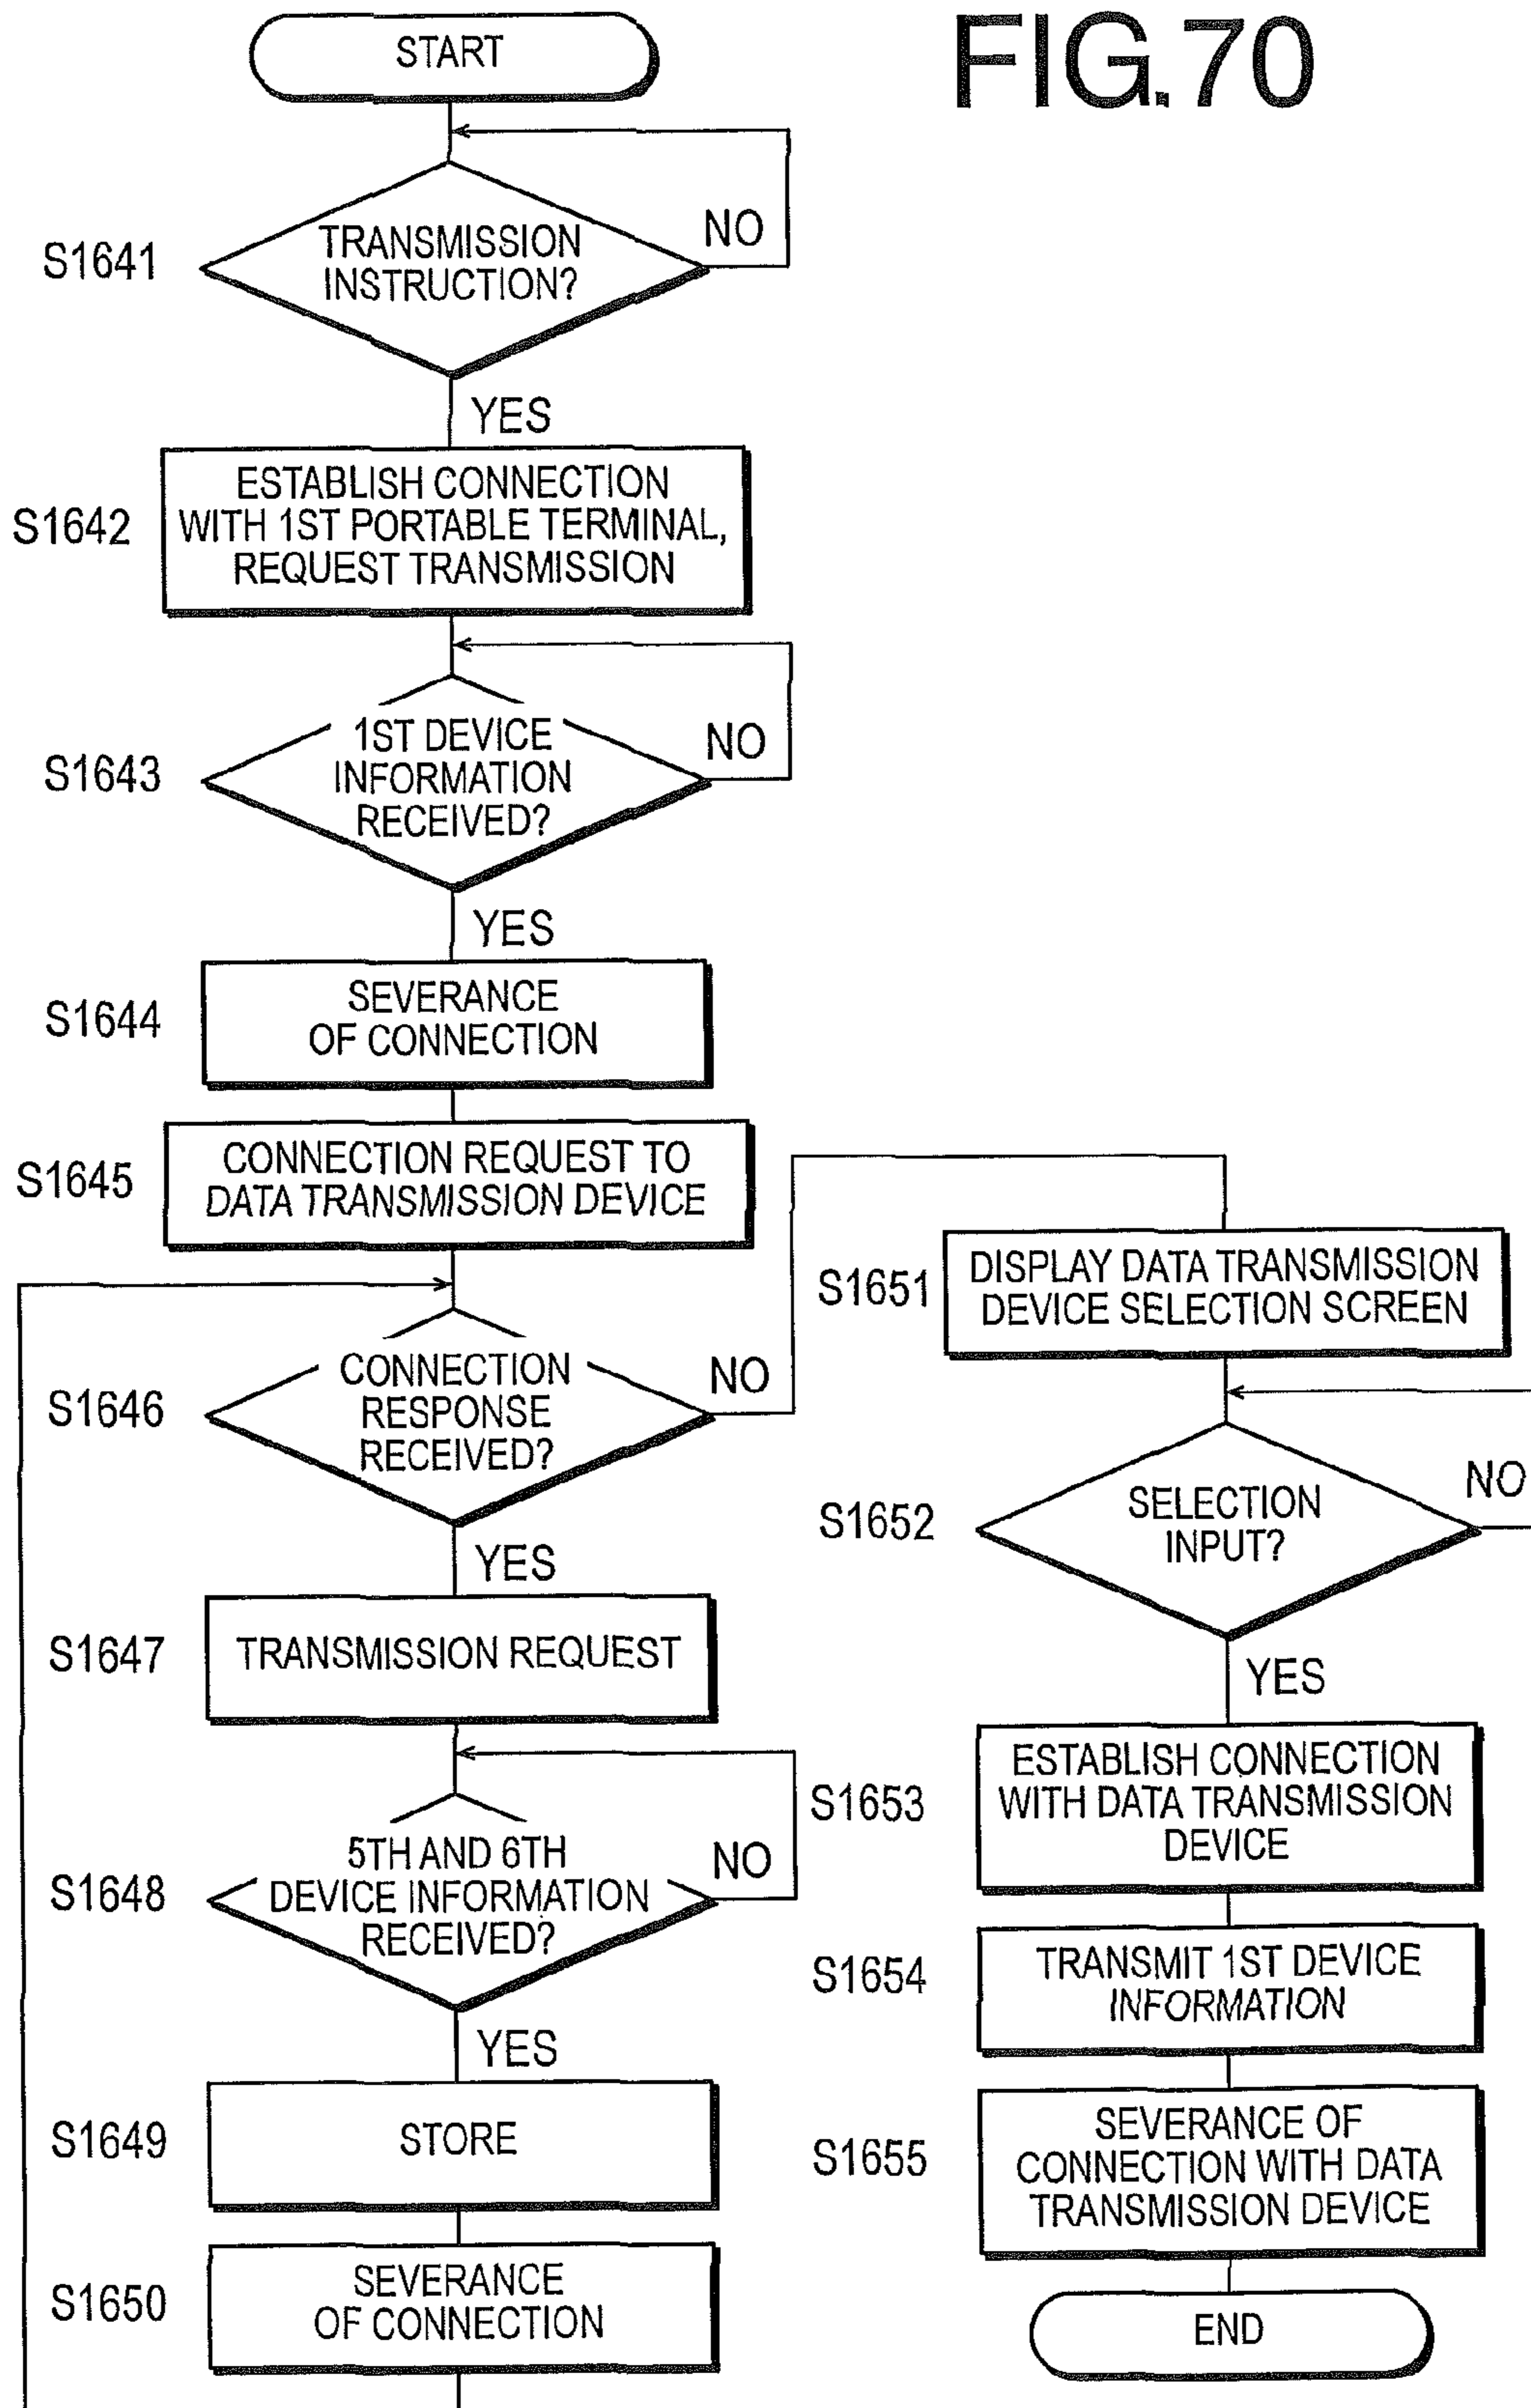 FIG.70
START
S1641
TRANSMISSION
INSTRUCTION?
NO
YES
S1642
ESTABLISH CONNECTION
WITH 1ST PORTABLE TERMINAL,
REQUEST TRANSMISSION
S1643
1ST DEVICE
INFORMATION
RECEIVED?
NO
YES
S1644
SEVERANCE
OF CONNECTION
S1645
CONNECTION REQUEST TO
DATA TRANSMISSION DEVICE
S1646
CONNECTION
RESPONSE
RECEIVED?
NO
YES
S1647
TRANSMISSION REQUEST
S1648
5TH AND 6TH
DEVICE INFORMATION
RECEIVED?
NO
YES
S1649
STORE
S1650
SEVERANCE
OF CONNECTION
S1651
DISPLAY DATA TRANSMISSION
DEVICE SELECTION SCREEN
S1652
SELECTION
INPUT?
NO
YES
S1653
ESTABLISH CONNECTION
WITH DATA TRANSMISSION
DEVICE
S1654
TRANSMIT 1ST DEVICE
INFORMATION
S1655
SEVERANCE OF
CONNECTION WITH DATA
TRANSMISSION DEVICE
END